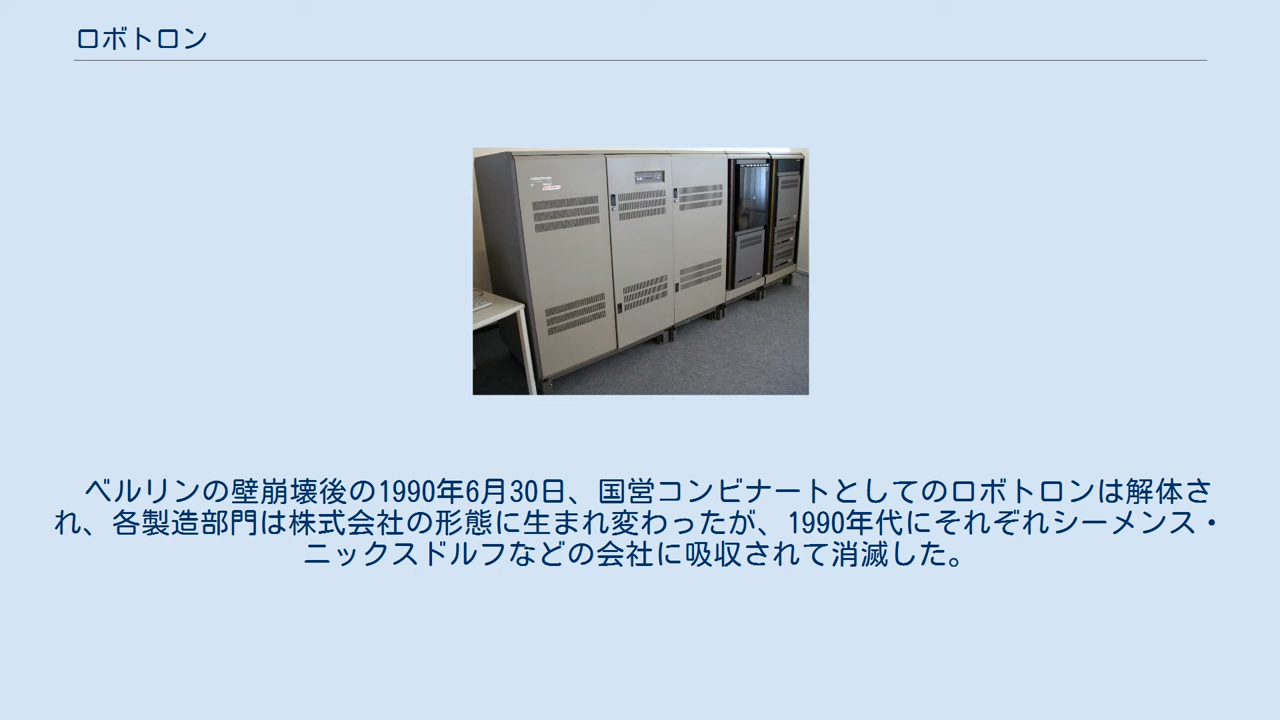 ロボトロン
ベルリンの壁崩壊後の1990年6月30日、国営コンビナートとしてのロボトロンは解体さ
れ、各製造部門は株式会社の形態に生まれ変わったが、1990年代にそれぞれシーメンス・
ニックスドルフなどの会社に吸収されて消滅した。